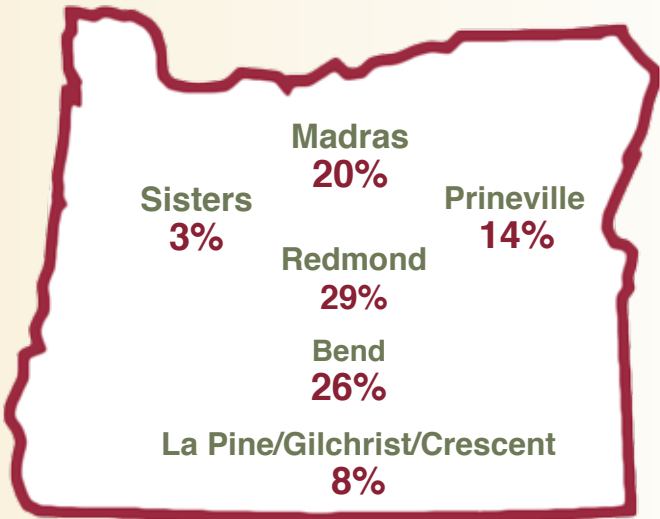 Madras
20%
Sisters
3%
Prineville
14%
Redmond
29%
Bend
26%
La Pine/Gilchrist/Crescent
8%